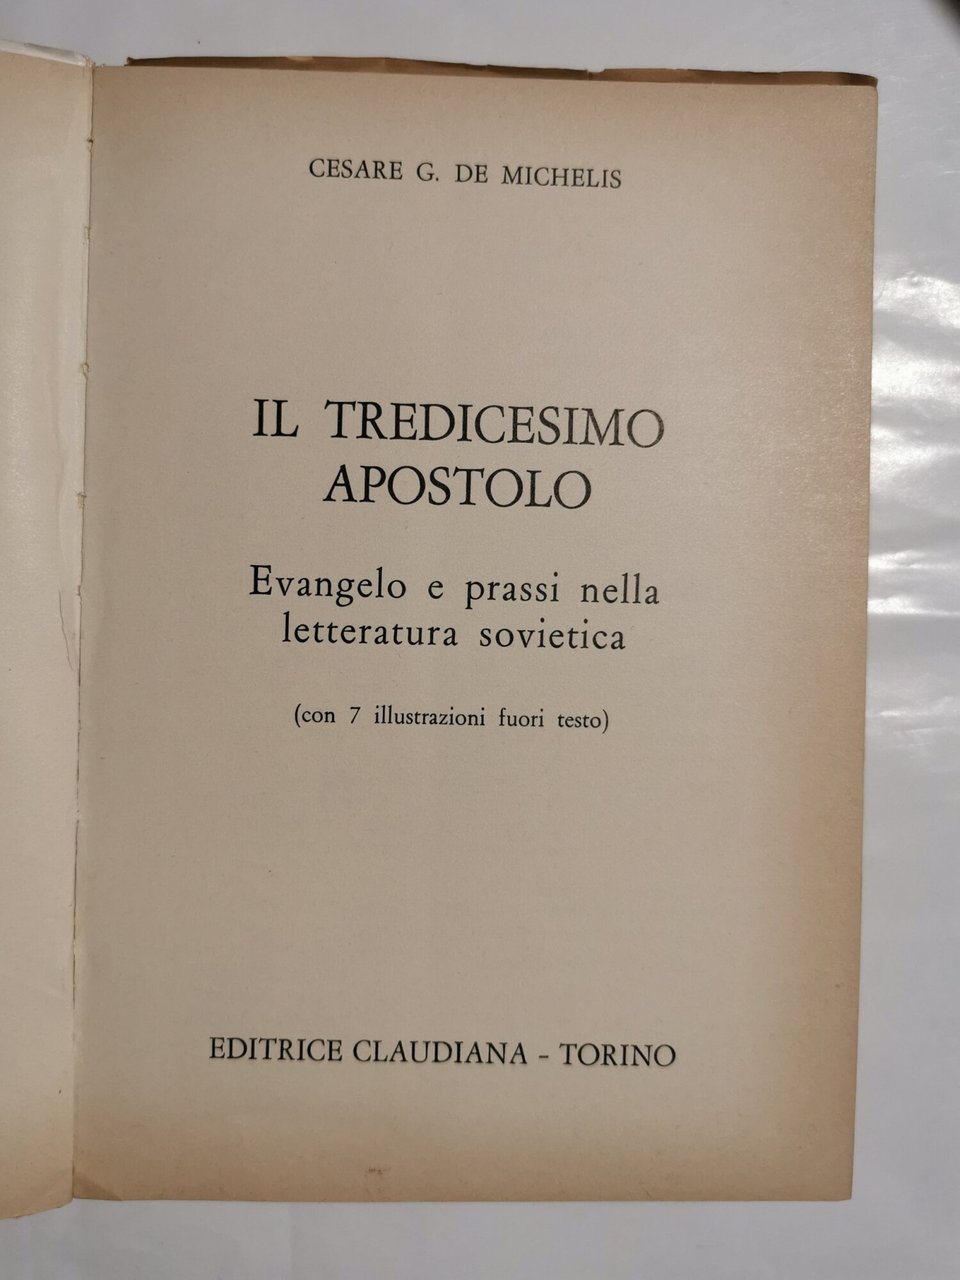 CESARE G. DE MICHELIS
IL TREDICESIMO
APOSTOLO
Evangelo e prassi nella
letteratura sovietica
(con 7 illustrazioni fuori testo)
EDITRICE CLAUDIANA - TORINO